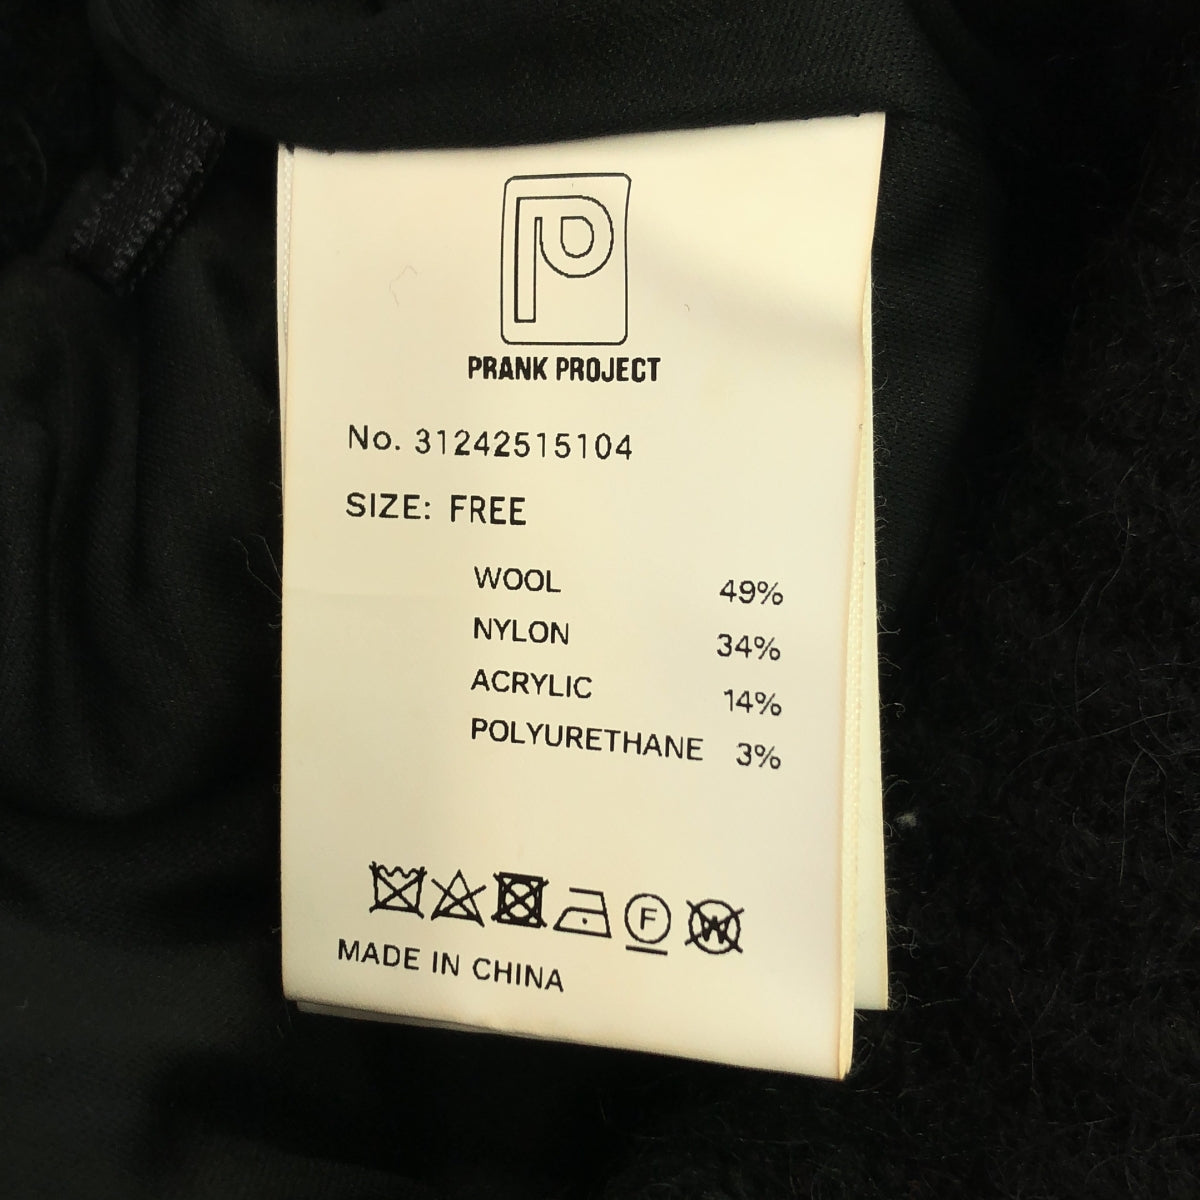 P
PRANK PROJECT
No. 31242515104
SIZE: FREE
WOOL 49%
NYLON 34%
ACRYLIC 14%
POLYURETHANE 3%
F W
MADE IN CHINA